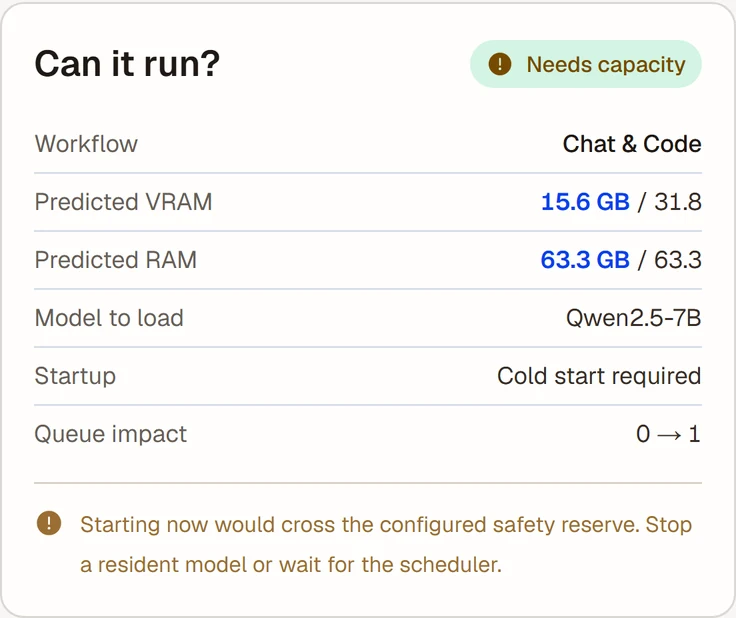 Can it run?
! Needs capacity
Workflow Chat & Code
Predicted VRAM 15.6 GB / 31.8
Predicted RAM 63.3 GB / 63.3
Model to load Qwen2.5-7B
Startup Cold start required
Queue impact 0 → 1
! Starting now would cross the configured safety reserve. Stop
a resident model or wait for the scheduler.